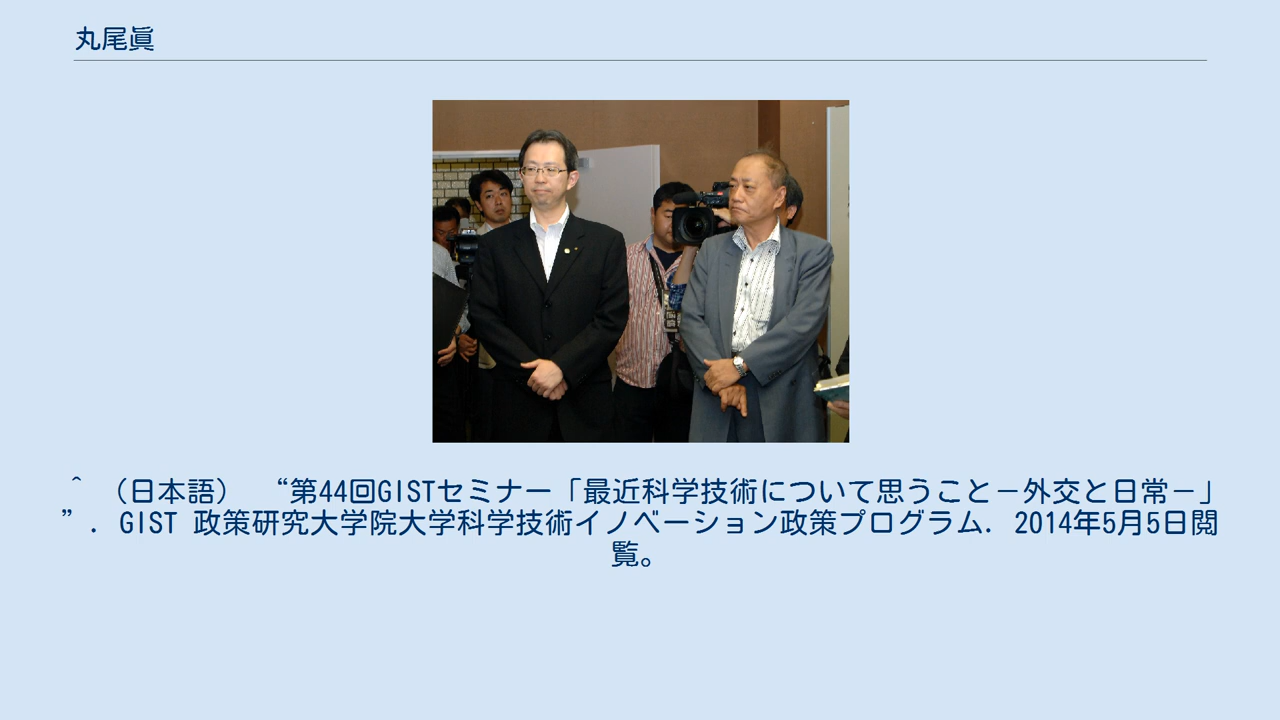 丸尾眞
^ （日本語） “第44回GISTセミナー「最近科学技術について思うこと－外交と日常－」
”. GIST 政策研究大学院大学科学技術イノベーション政策プログラム. 2014年5月5日閲
覧。